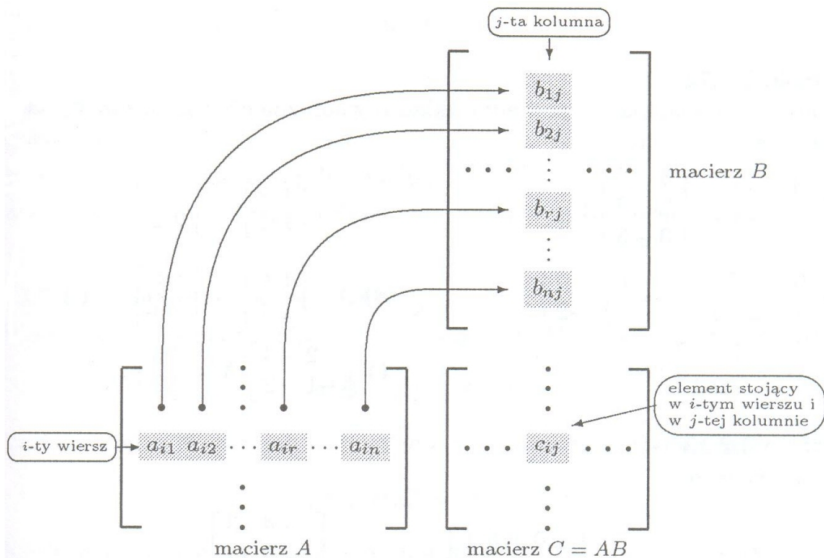 j-ta kolumna
b1j
b2j
⋮
• • • • • •
macierz B
brj
⋮
bnj
element stojący
w i-tym wierszu i
w j-tej kolumnie
i-ty wiersz
ai1 ai2 ··· air ··· ain
• • • cij • • •
macierz A
macierz C = AB